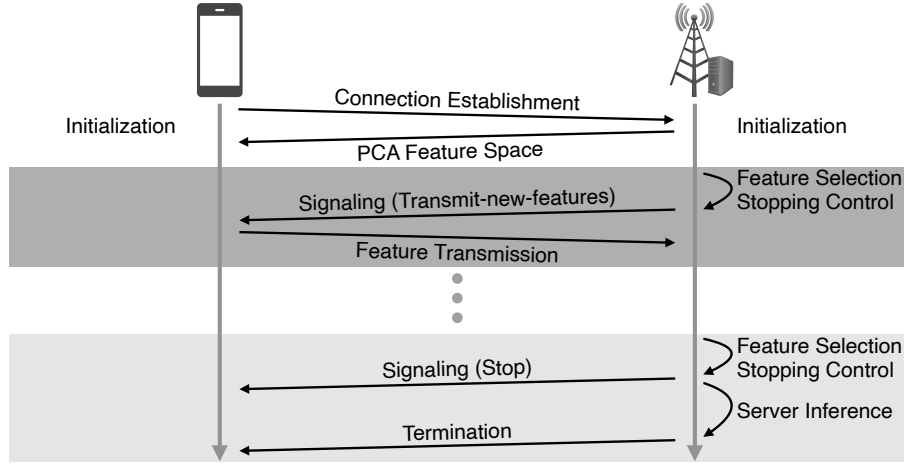 Connection Establishment
Initialization
Initialization
PCA Feature Space
Feature Selection
Stopping Control
Signaling (Transmit-new-features)
Feature Transmission
Feature Selection
Stopping Control
Signaling (Stop)
Server Inference
Termination